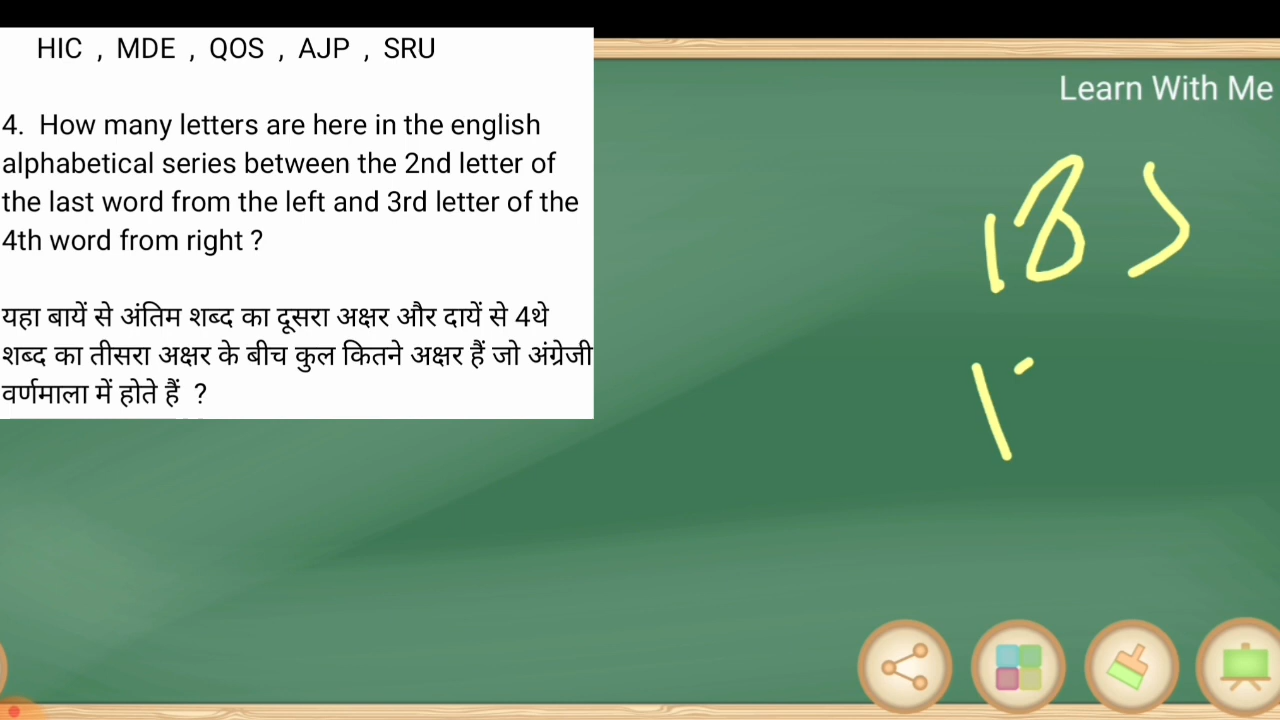 HIC , MDE , QOS , AJP , SRU
Learn With Me
4. How many letters are here in the english
alphabetical series between the 2nd letter of
the last word from the left and 3rd letter of the
4th word from right ?
यहा बायें से अंतिम शब्द का दूसरा अक्षर और दायें से 4थे
शब्द का तीसरा अक्षर के बीच कुल कितने अक्षर हैं जो अंग्रेजी
वर्णमाला में होते हैं ?
18